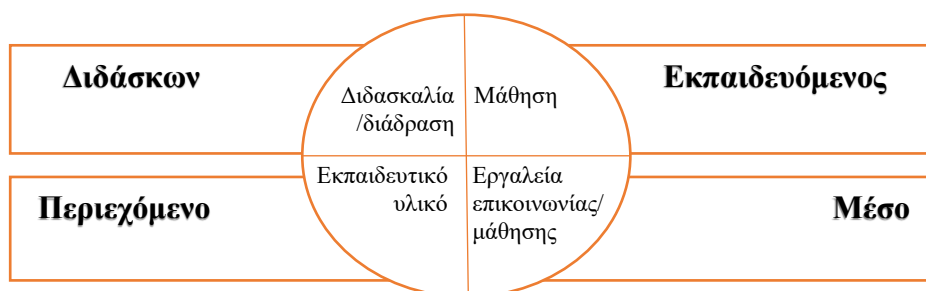 Διδάσκων
Διδασκαλία
/διάδραση
Μάθηση
Εκπαιδευόμενος
Περιεχόμενο
Εκπαιδευτικό
υλικό
Εργαλεία
επικοινωνίας/
μάθησης
Μέσο